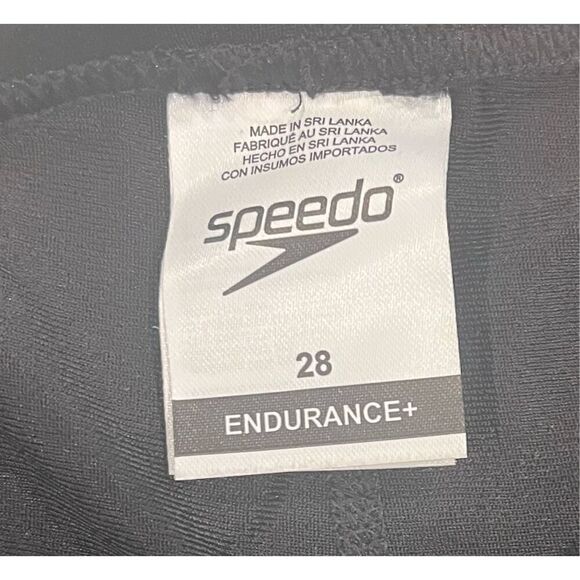 MADE IN SRI LANKA
FABRIQUÉ AU SRI LANKA
HECHO EN SRI LANKA
CON INSUMOS IMPORTADOS
speedo®
28
ENDURANCE+